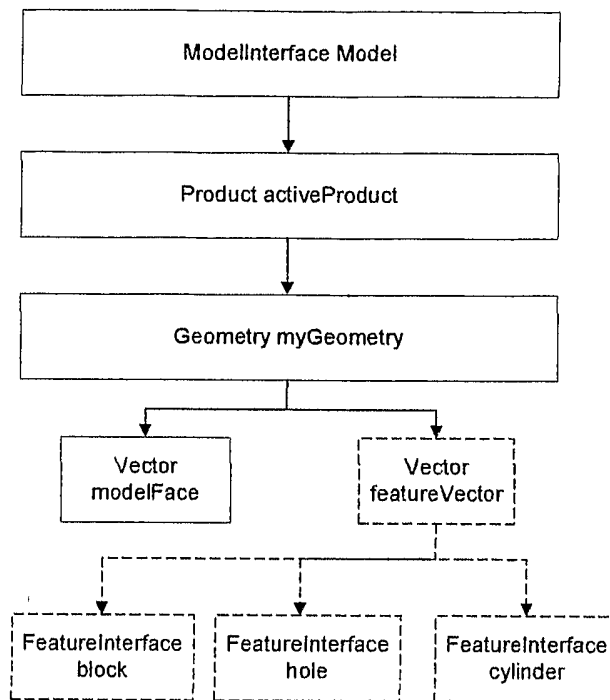 ModelInterface Model
Product activeProduct
Geometry myGeometry
Vector
modelFace
Vector
featureVector
FeatureInterface
block
FeatureInterface
hole
FeatureInterface
cylinder